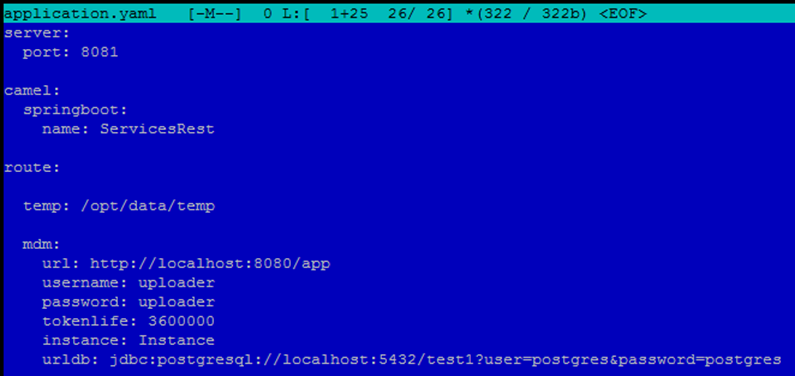 application.yaml   [-M--]  0 L:[  1+25  26/ 26] *(322 / 322b) <EOF>
server:
  port: 8081
camel:
  springboot:
    name: ServicesRest
route:
  temp: /opt/data/temp
  mdm:
    url: http://localhost:8080/app
    username: uploader
    password: uploader
    tokenlife: 3600000
    instance: Instance
    urldb: jdbc:postgresql://localhost:5432/test1?user=postgres&password=postgres